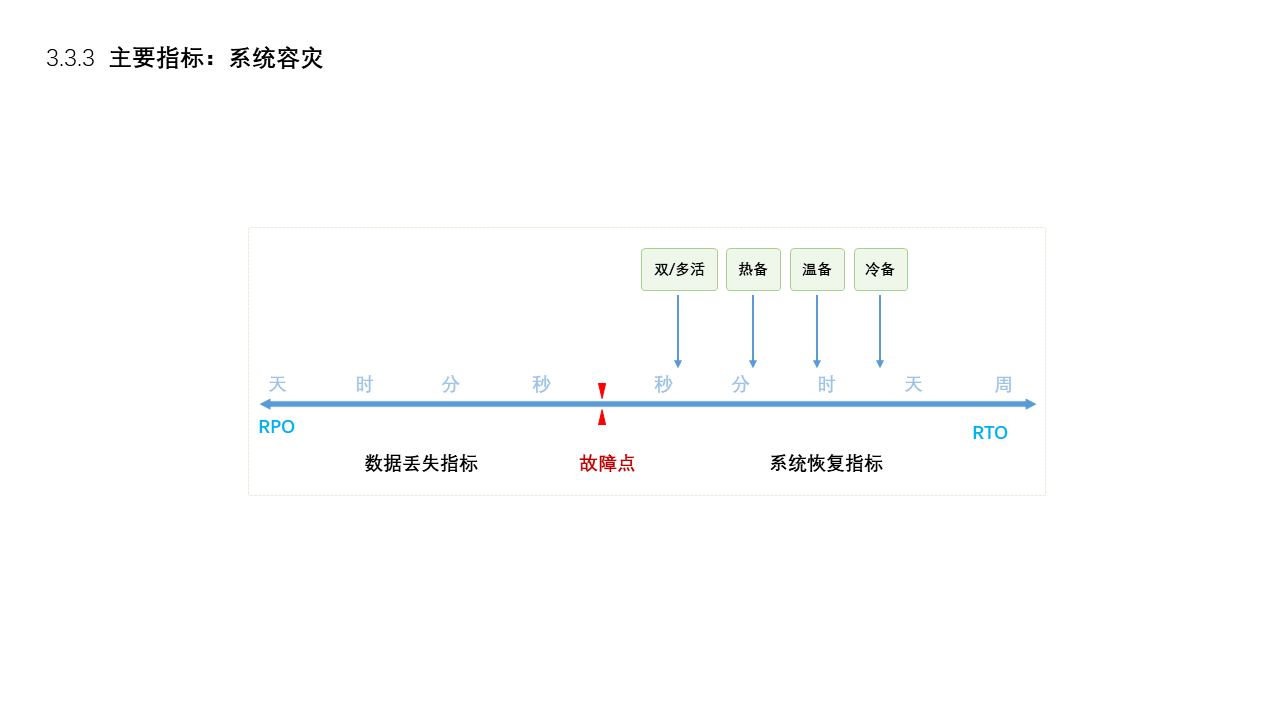 3.3.3 主要指标：系统容灾
双/多活 热备 温备 冷备
天 时 分 秒 秒 分 时 天 周
RPO
RTO
数据丢失指标 故障点 系统恢复指标